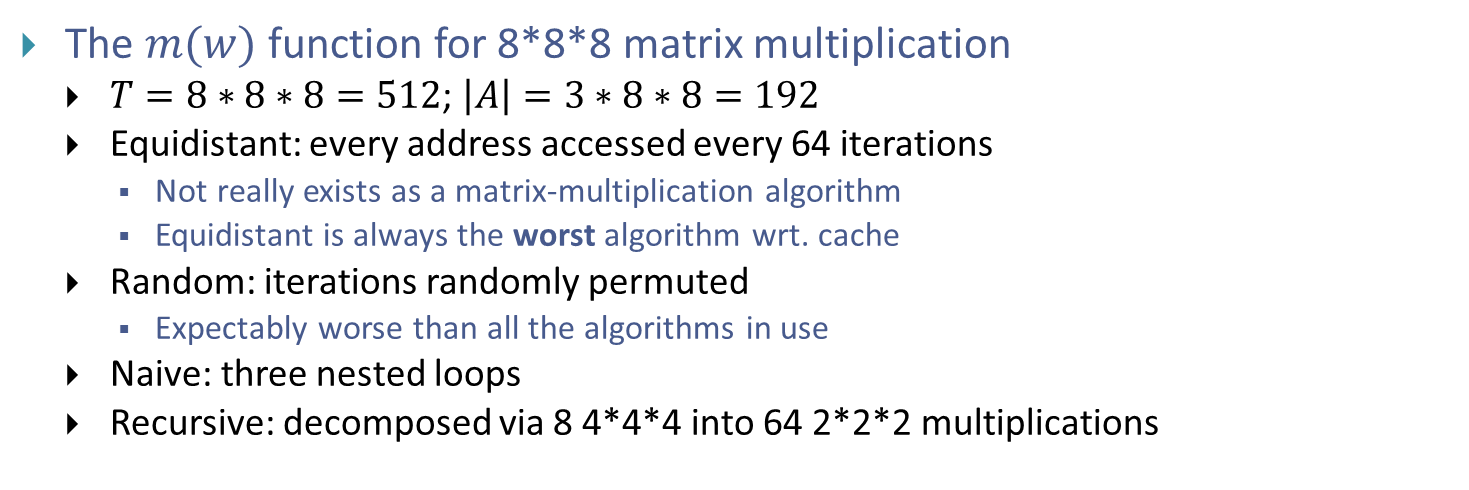 The m(w) function for 8*8*8 matrix multiplication
T = 8 ∗ 8 ∗ 8 = 512; |A| = 3 ∗ 8 ∗ 8 = 192
Equidistant: every address accessed every 64 iterations
Not really exists as a matrix-multiplication algorithm
Equidistant is always the worst algorithm wrt. cache
Random: iterations randomly permuted
Expectably worse than all the algorithms in use
Naive: three nested loops
Recursive: decomposed via 8 4*4*4 into 64 2*2*2 multiplications